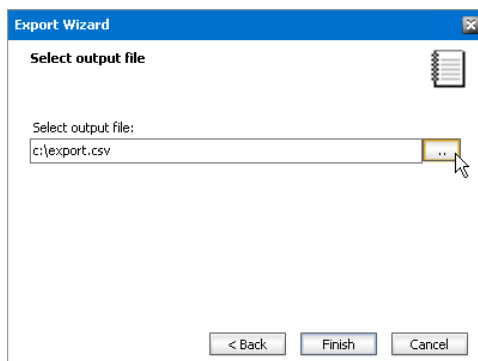 Export Wizard
Select output file
Select output file:
c:\export.csv
..
< Back Finish Cancel